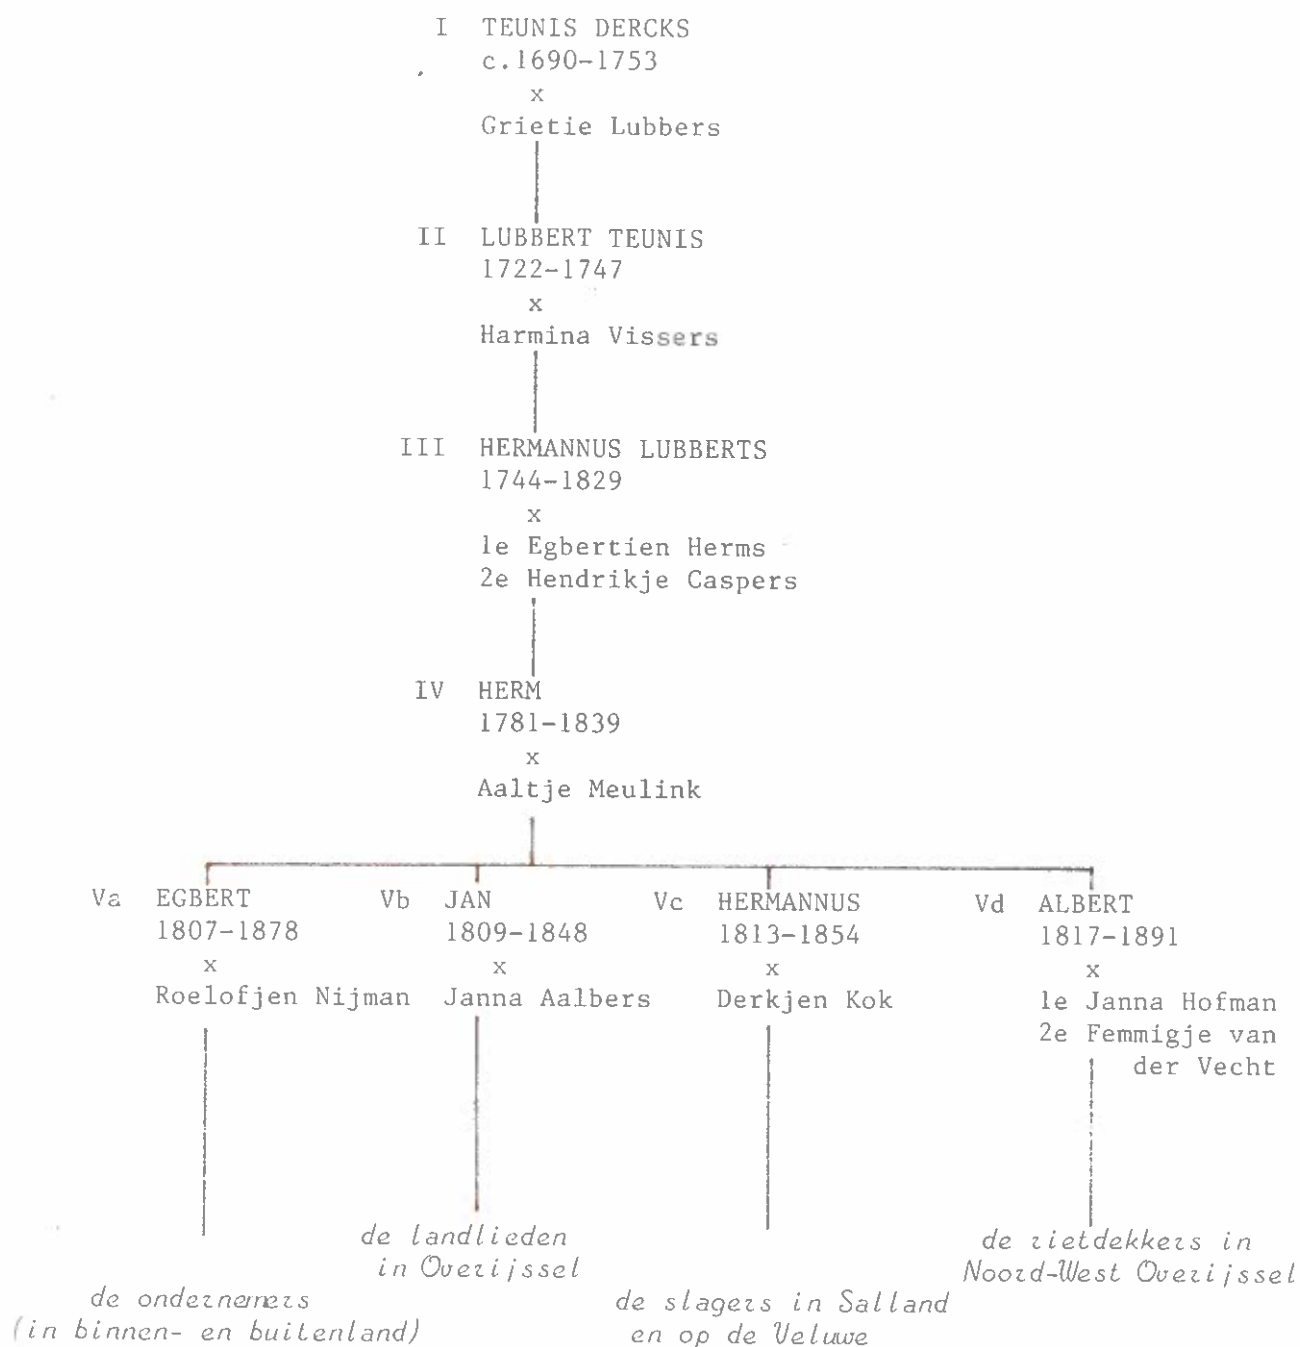 I TEUNIS DERCKS
c.1690-1753
x
Grietie Lubbers
II LUBBERT TEUNIS
1722-1747
x
Harmina Vissers
III HERMANNUS LUBBERTS
1744-1829
x
1e Egbertien Herms
2e Hendrikje Caspers
IV HERM
1781-1839
x
Aaltje Meulink
Va EGBERT
1807-1878
x
Roelofjen Nijman
Vb JAN
1809-1848
x
Janna Aalbers
Vc HERMANNUS
1813-1854
x
Derkjen Kok
Vd ALBERT
1817-1891
x
1e Janna Hofman
2e Femmigje van
der Vecht
de ondernemers
(in binnen- en buitenland)
de landlieden
in Overijssel
de slagers in Salland
en op de Veluwe
de rietdekkers in
Noord-West Overijssel